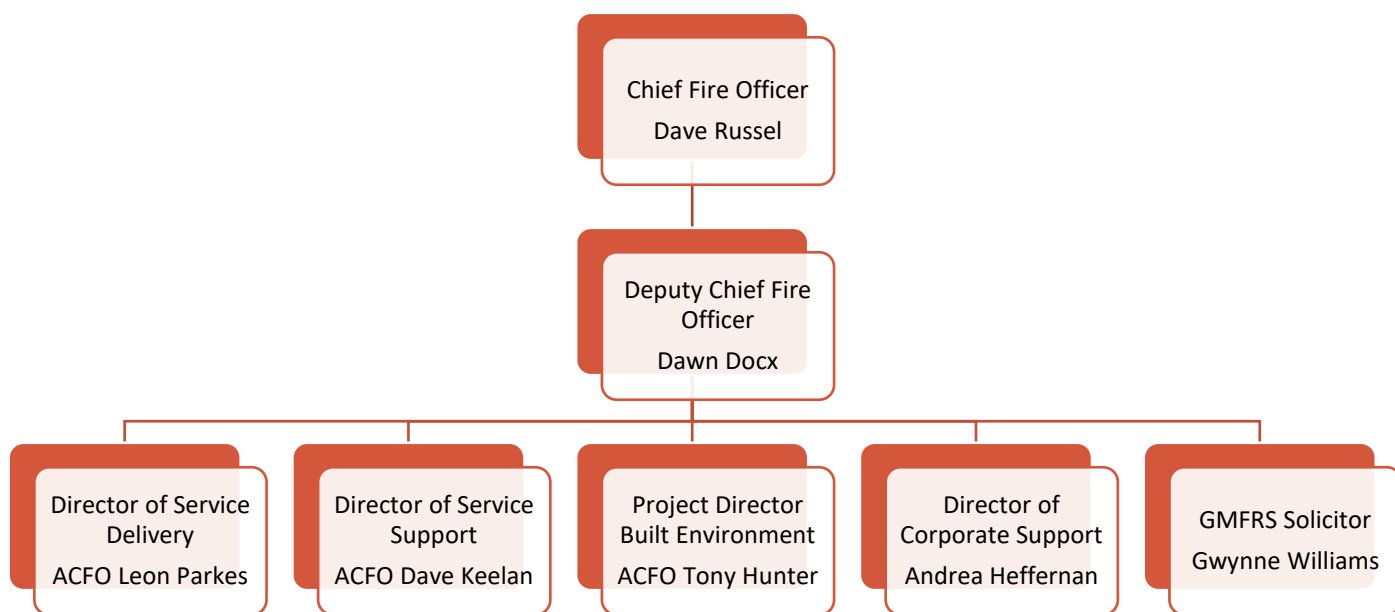 Chief Fire Officer
Dave Russel
Deputy Chief Fire
Officer
Dawn Docx
Director of Service
Delivery
ACFO Leon Parkes
Director of Service
Support
ACFO Dave Keelan
Project Director
Built Environment
ACFO Tony Hunter
Director of
Corporate Support
Andrea Heffernan
GMFRS Solicitor
Gwynne Williams